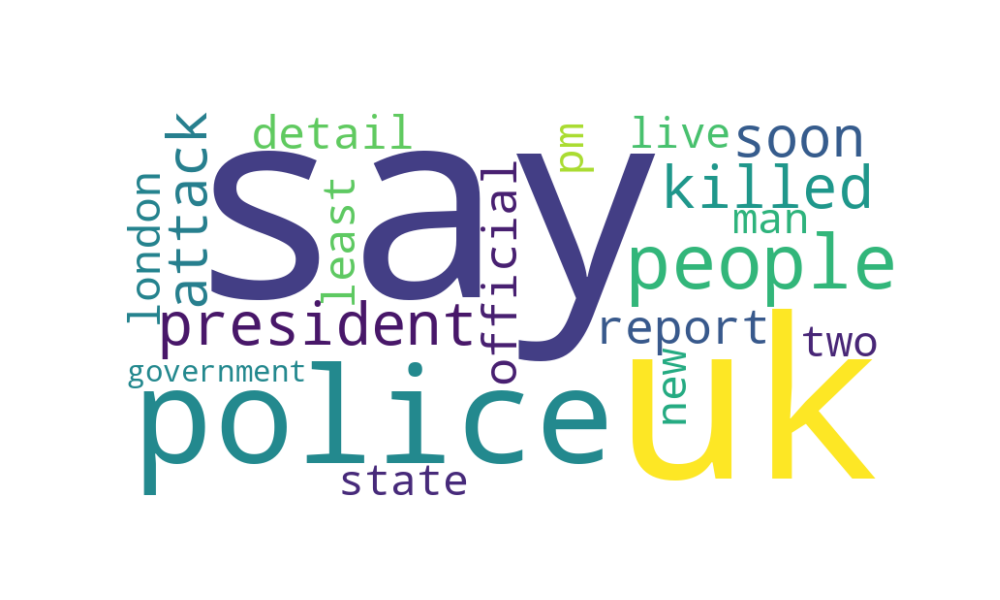 say
uk
police
people
president
killed
attack
soon
report
official
detail
live
man
least
london
two
new
state
pm
government